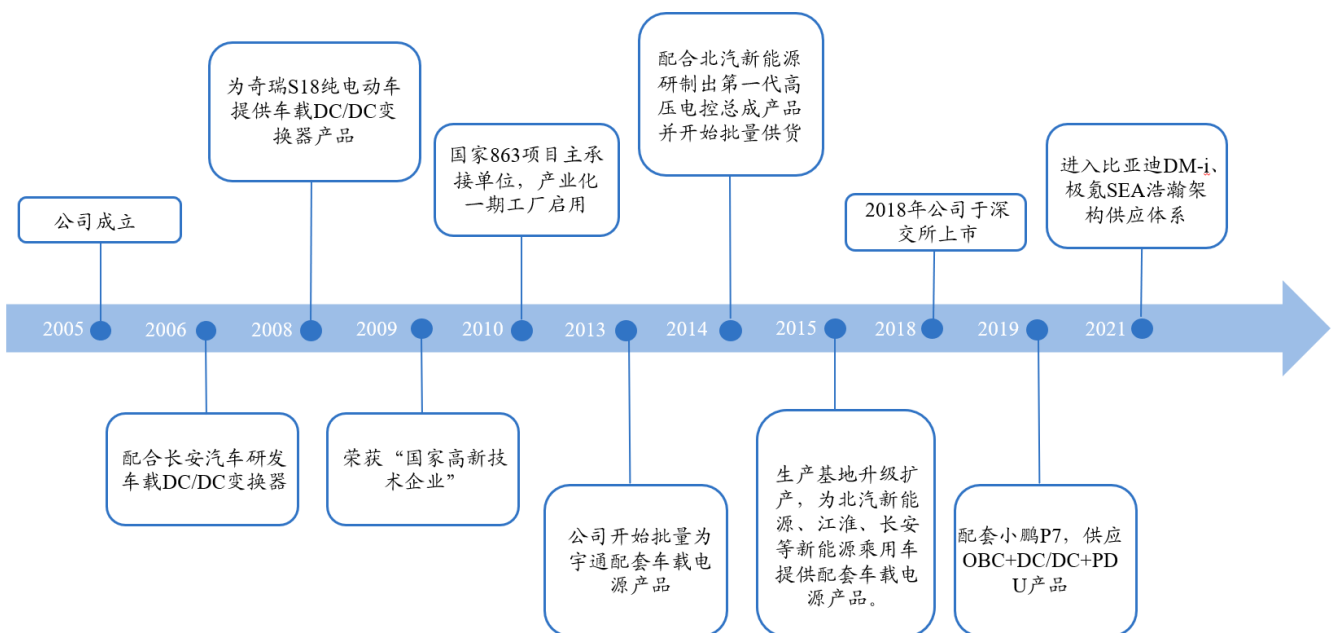 配合北汽新能源
研制出第一代高
压电控总成产品
并开始批量供货
为奇瑞S18纯电动车
提供车载DC/DC变
换器产品
国家863项目主承
接单位，产业化
一期工厂启用
进入比亚迪DM-i、
极氪SEA浩瀚架
构供应体系
公司成立
2018年公司于深
交所上市
2005
2006
2008
2009
2010
2013
2014
2015
2018
2019
2021
配合长安汽车研发
车载DC/DC变换器
荣获“国家高新技
术企业”
公司开始批量为
宇通配套车载电
源产品
生产基地升级扩
产，为北汽新能
源、江淮、长安
等新能源乘用车
提供配套车载电
源产品。
配套小鹏P7，供应
OBC+DC/DC+PD
U产品